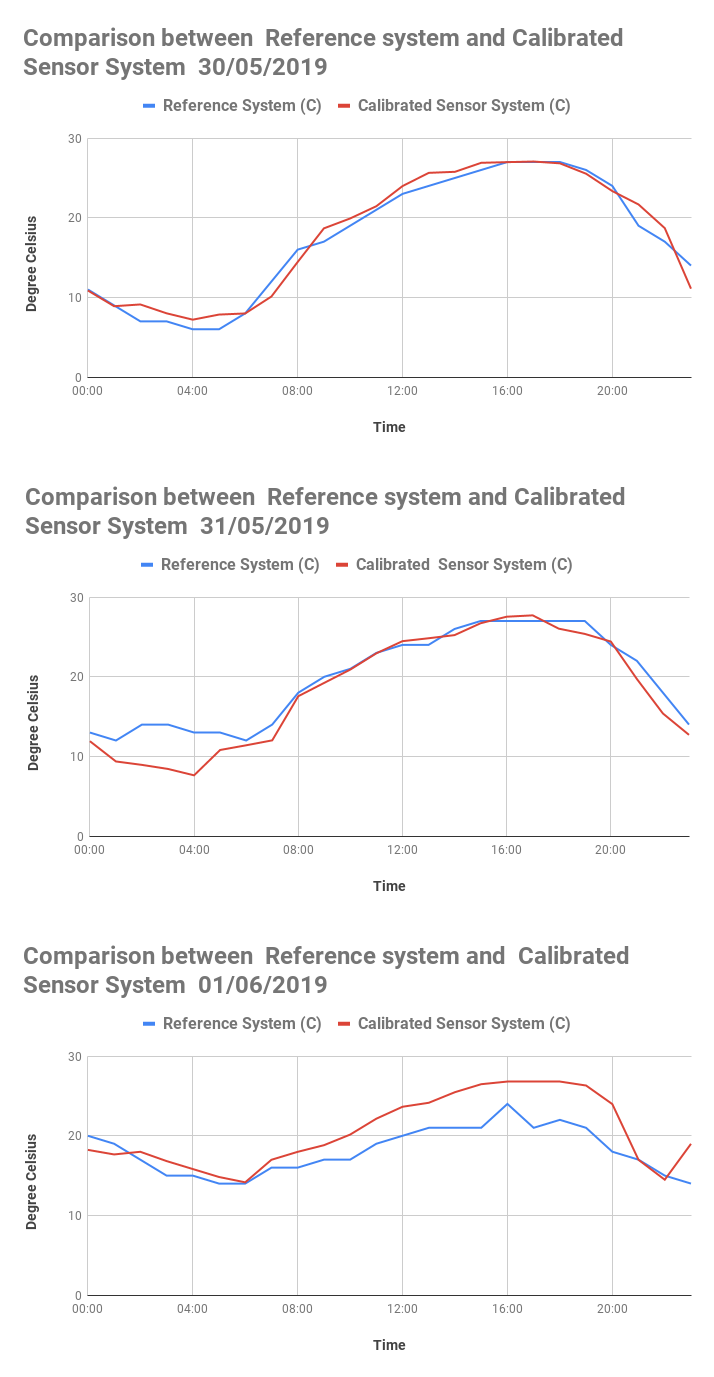 Comparison between  Reference system and Calibrated
Sensor System  30/05/2019
Reference System (C)  Calibrated Sensor System (C)
30
20
10
0
Degree Celsius
00:00 04:00 08:00 12:00 16:00 20:00
Time
Comparison between  Reference system and Calibrated
Sensor System  31/05/2019
Reference System (C)  Calibrated  Sensor System (C)
30
20
10
0
Degree Celsius
00:00 04:00 08:00 12:00 16:00 20:00
Time
Comparison between  Reference system and  Calibrated
Sensor System  01/06/2019
Reference System (C)  Calibrated Sensor System (C)
30
20
10
0
Degree Celsius
00:00 04:00 08:00 12:00 16:00 20:00
Time